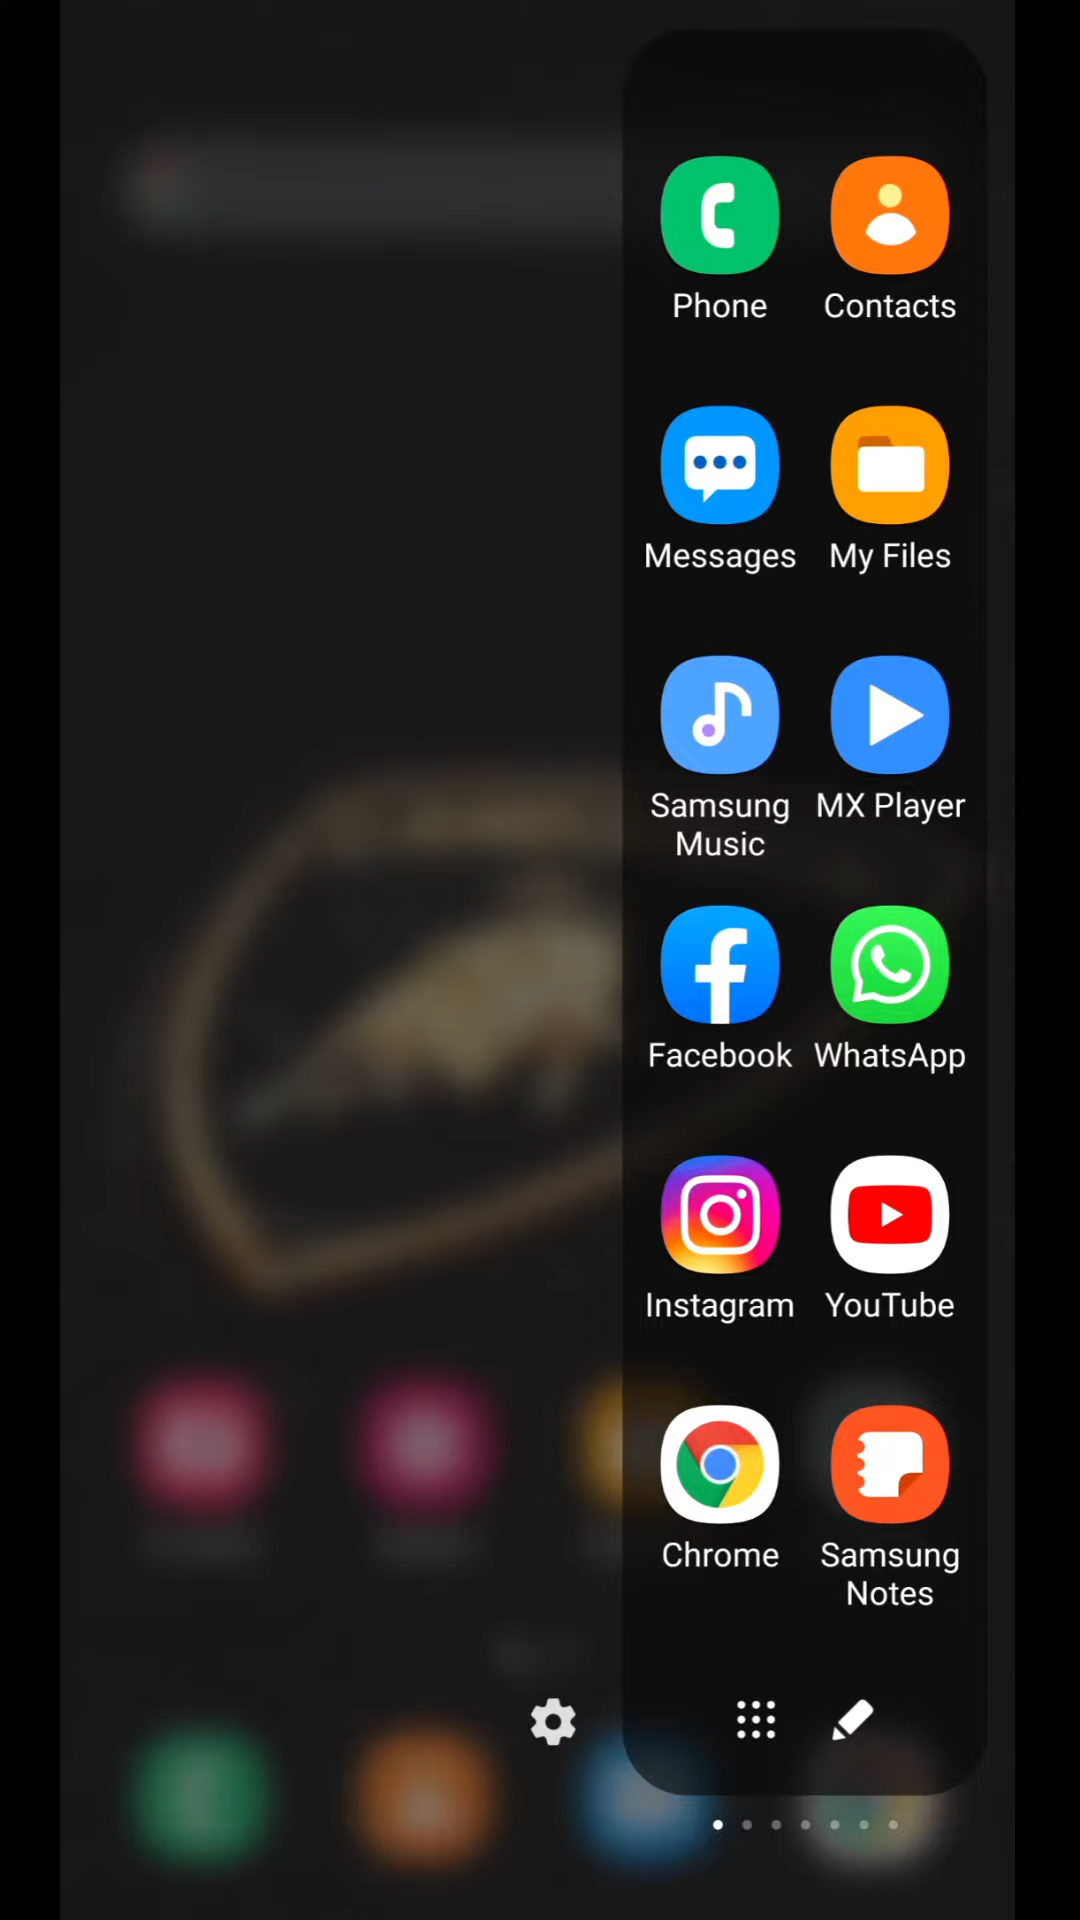 Phone Contacts
Messages My Files
Samsung MX Player
Music
Facebook WhatsApp
Instagram YouTube
Chrome Samsung
Notes